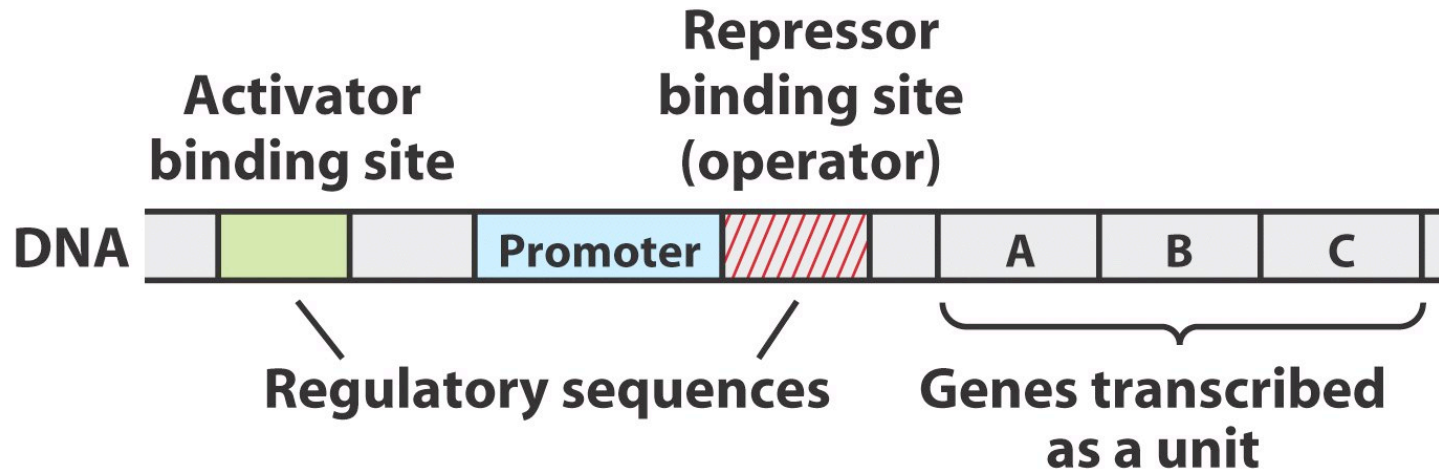 Activator
binding site
Repressor
binding site
(operator)
DNA
Promoter
A
B
C
Regulatory sequences
Genes transcribed
as a unit